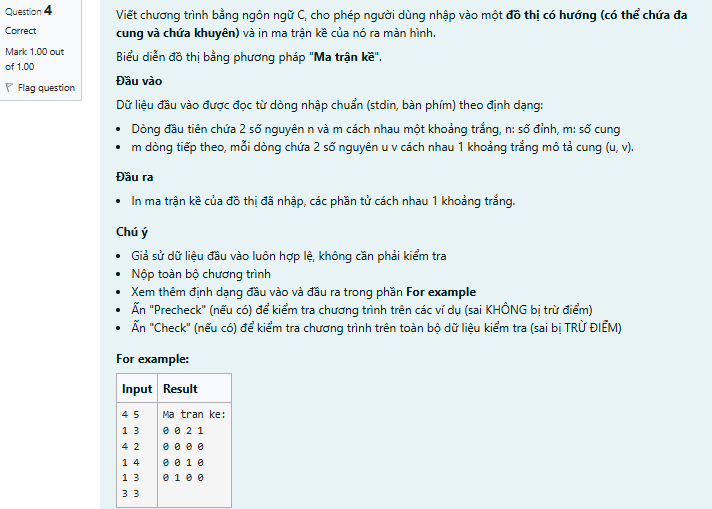 Question 4
Correct
Mark 1.00 out
of 1.00
Flag question
Viết chương trình bằng ngôn ngữ C, cho phép người dùng nhập vào một đồ thị có hướng (có thể chứa đa
cung và chứa khuyên) và in ma trận kề của nó ra màn hình.
Biểu diễn đồ thị bằng phương pháp "Ma trận kề".
Đầu vào
Dữ liệu đầu vào được đọc từ dòng nhập chuẩn (stdin, bàn phím) theo định dạng:
• Dòng đầu tiên chứa 2 số nguyên n và m cách nhau một khoảng trắng, n: số đỉnh, m: số cung
• m dòng tiếp theo, mỗi dòng chứa 2 số nguyên u v cách nhau 1 khoảng trắng mô tả cung (u, v).
Đầu ra
• In ma trận kề của đồ thị đã nhập, các phần tử cách nhau 1 khoảng trắng.
Chú ý
• Giả sử dữ liệu đầu vào luôn hợp lệ, không cần phải kiểm tra
• Nộp toàn bộ chương trình
• Xem thêm định dạng đầu vào và đầu ra trong phần For example
• Ấn "Precheck" (nếu có) để kiểm tra chương trình trên các ví dụ (sai KHÔNG bị trừ điểm)
• Ấn "Check" (nếu có) để kiểm tra chương trình trên toàn bộ dữ liệu kiểm tra (sai bị TRỪ ĐIỂM)
For example:
Input Result
4 5 Ma tran ke:
1 3 0 0 2 1
4 2 0 0 0 0
1 4 0 0 1 0
1 3 0 1 0 0
3 3